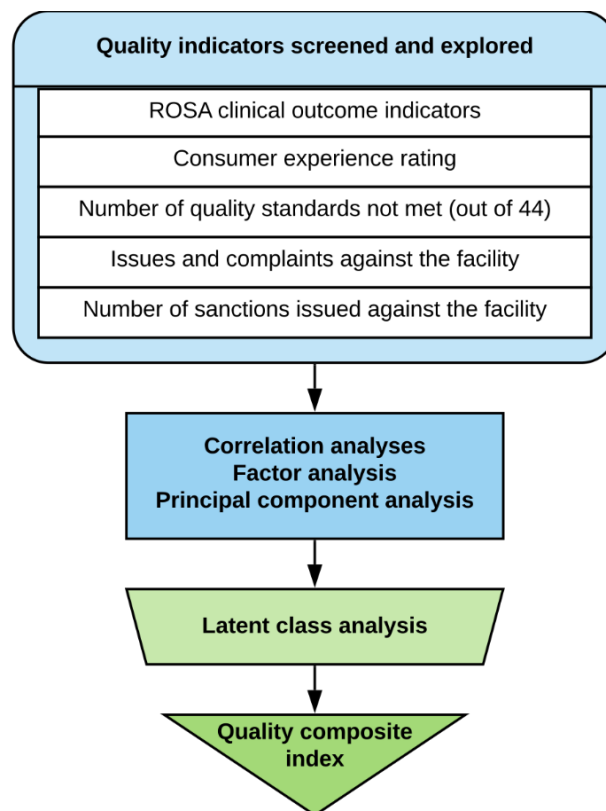 Quality indicators screened and explored
ROSA clinical outcome indicators
Consumer experience rating
Number of quality standards not met (out of 44)
Issues and complaints against the facility
Number of sanctions issued against the facility
Correlation analyses
Factor analysis
Principal component analysis
Latent class analysis
Quality composite
index